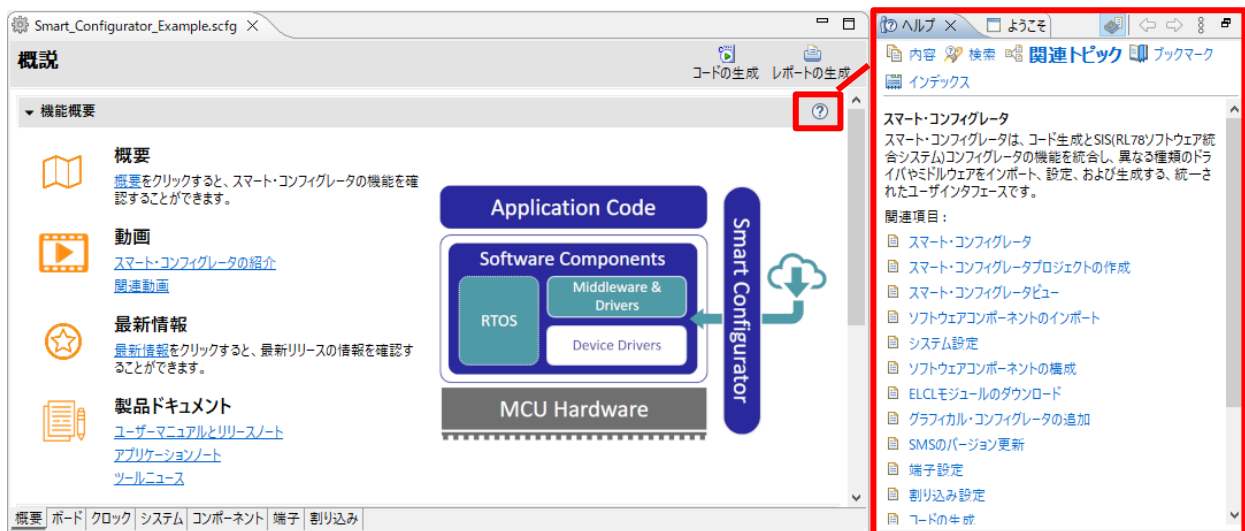 Smart_Configurator_Example.scfg
概説
コードの生成 レポートの生成
機能概要
概要
概要をクリックすると、スマート・コンフィグレータの機能を確
認することができます。
動画
スマート・コンフィグレータの紹介
関連動画
最新情報
最新情報をクリックすると、最新リリースの情報を確認す
ることができます。
製品ドキュメント
ユーザーマニュアルとリリースノート
アプリケーションノート
ツールニュース
Application Code
Software Components
RTOS
Middleware &
Drivers
Device Drivers
MCU Hardware
Smart Configurator
概要 ボード クロック システム コンポーネント 端子 割り込み
ヘルプ ようこそ
内容 検索 関連トピック ブックマーク
インデックス
スマート・コンフィグレータ
スマート・コンフィグレータは、コード生成とSIS(RL78ソフトウェア統
合システム)コンフィグレータの機能を統合し、異なる種類のドラ
イバやミドルウェアをインポート、設定、および生成する、統一さ
れたユーザインタフェースです。
関連項目:
スマート・コンフィグレータ
スマート・コンフィグレータプロジェクトの作成
スマート・コンフィグレータビュー
ソフトウェアコンポーネントのインポート
システム設定
ソフトウェアコンポーネントの構成
ELCLモジュールのダウンロード
グラフィカル・コンフィグレータの追加
SMSのバージョン更新
端子設定
割り込み設定
コードの生成